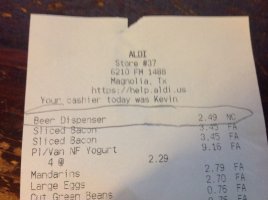 ALDI
Store #37
6210 FM 1488
Magnolia, Tx
https://help.aldi.us
Your cashier today was Kevin
Beer Dispenser 2.49 NC
Sliced Bacon 3.45 FA
Sliced Bacon 3.45 FA
Pl/Van NF Yogurt 9.16 FA
4 @ 2.29
Mandarins 2.79 FA
Large Eggs 2.70 FA
Cut Green Beans 0.76 FA